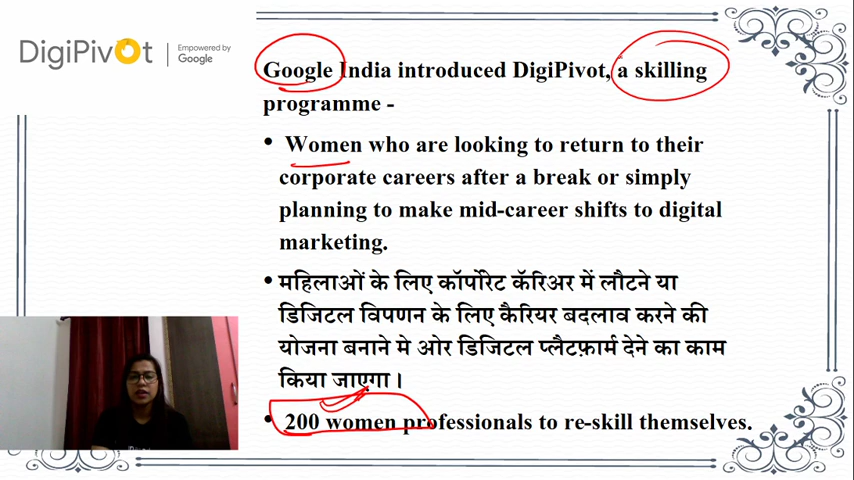 DigiPivot | Empowered by
Google
Google India introduced DigiPivot, a skilling
programme -
• Women who are looking to return to their
corporate careers after a break or simply
planning to make mid-career shifts to digital
marketing.
• महिलाओं के लिए कॉर्पोरेट कॅरिअर में लौटने या
डिजिटल विपणन के लिए कैरियर बदलाव करने की
योजना बनाने मे ओर डिजिटल प्लैटफ़ार्म देने का काम
किया जाएगा ।
• 200 women professionals to re-skill themselves.